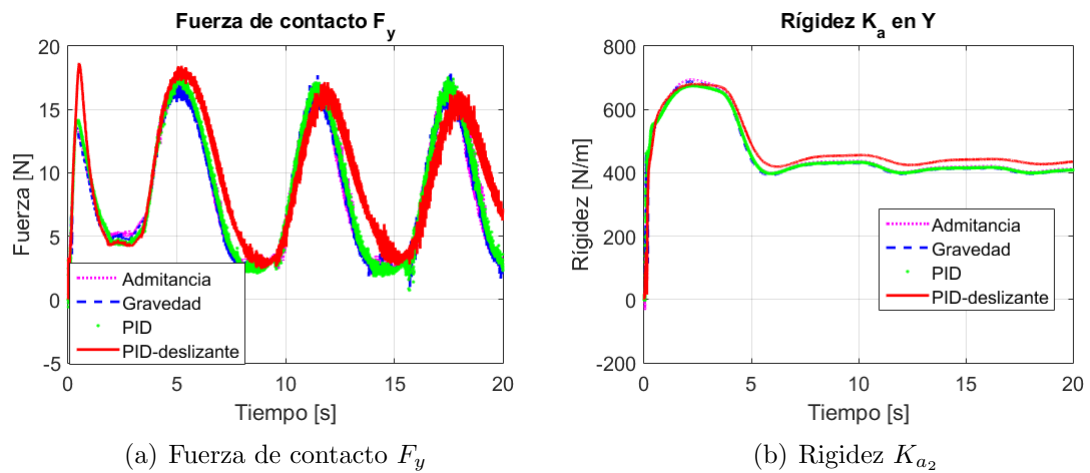 Fuerza de contacto F_y
20
15
10
5
0
-5
Fuerza [N]
0 5 10 15 20
Tiempo [s]
Admitancia
Gravedad
PID
PID-deslizante
(a) Fuerza de contacto F_y
Rígidez K_a en Y
800
600
400
200
0
-200
Rigidez [N/m]
0 5 10 15 20
Tiempo [s]
Admitancia
Gravedad
PID
PID-deslizante
(b) Rigidez K_{a_2}